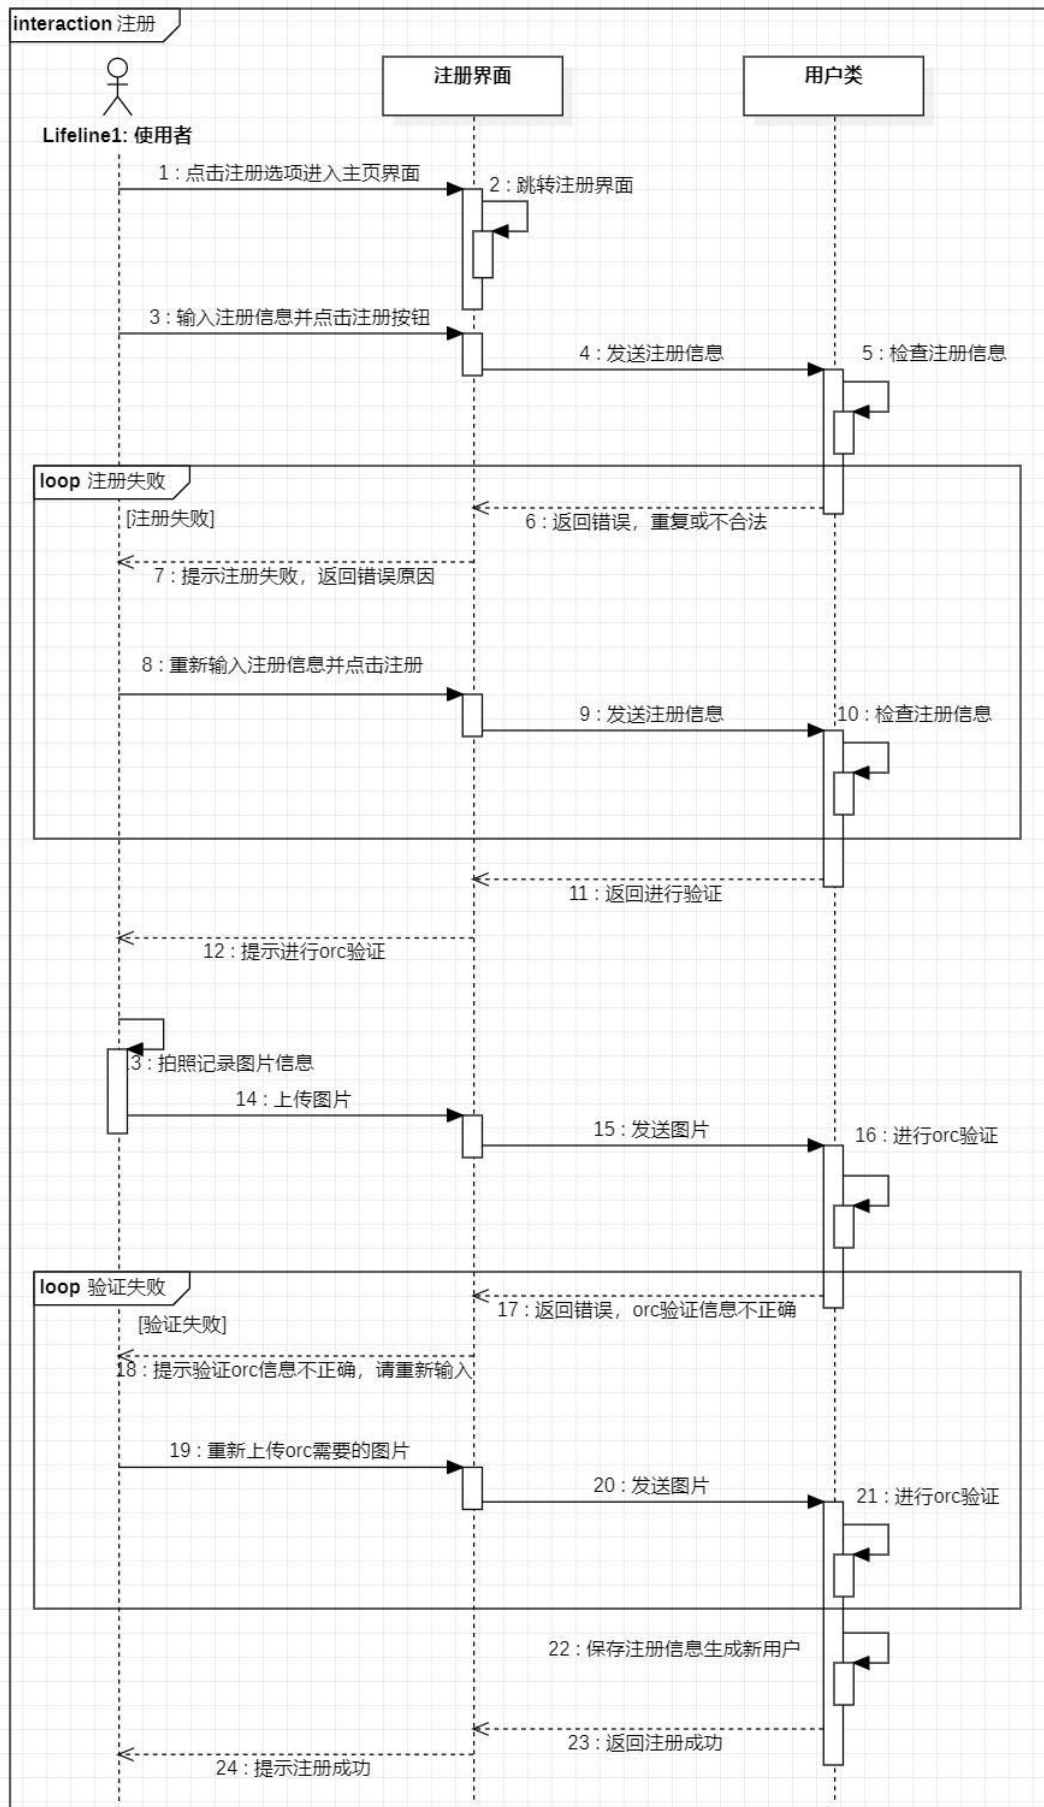 interaction 注册
注册界面
用户类
Lifeline1: 使用者
1 : 点击注册选项进入主页界面
2 : 跳转注册界面
3 : 输入注册信息并点击注册按钮
4 : 发送注册信息
5 : 检查注册信息
loop 注册失败
[注册失败]
6 : 返回错误，重复或不合法
7 : 提示注册失败，返回错误原因
8 : 重新输入注册信息并点击注册
9 : 发送注册信息
10 : 检查注册信息
11 : 返回进行验证
12 : 提示进行orc验证
3 : 拍照记录图片信息
14 : 上传图片
15 : 发送图片
16 : 进行orc验证
loop 验证失败
[验证失败]
17 : 返回错误，orc验证信息不正确
18 : 提示验证orc信息不正确，请重新输入
19 : 重新上传orc需要的图片
20 : 发送图片
21 : 进行orc验证
22 : 保存注册信息生成新用户
23 : 返回注册成功
24 : 提示注册成功